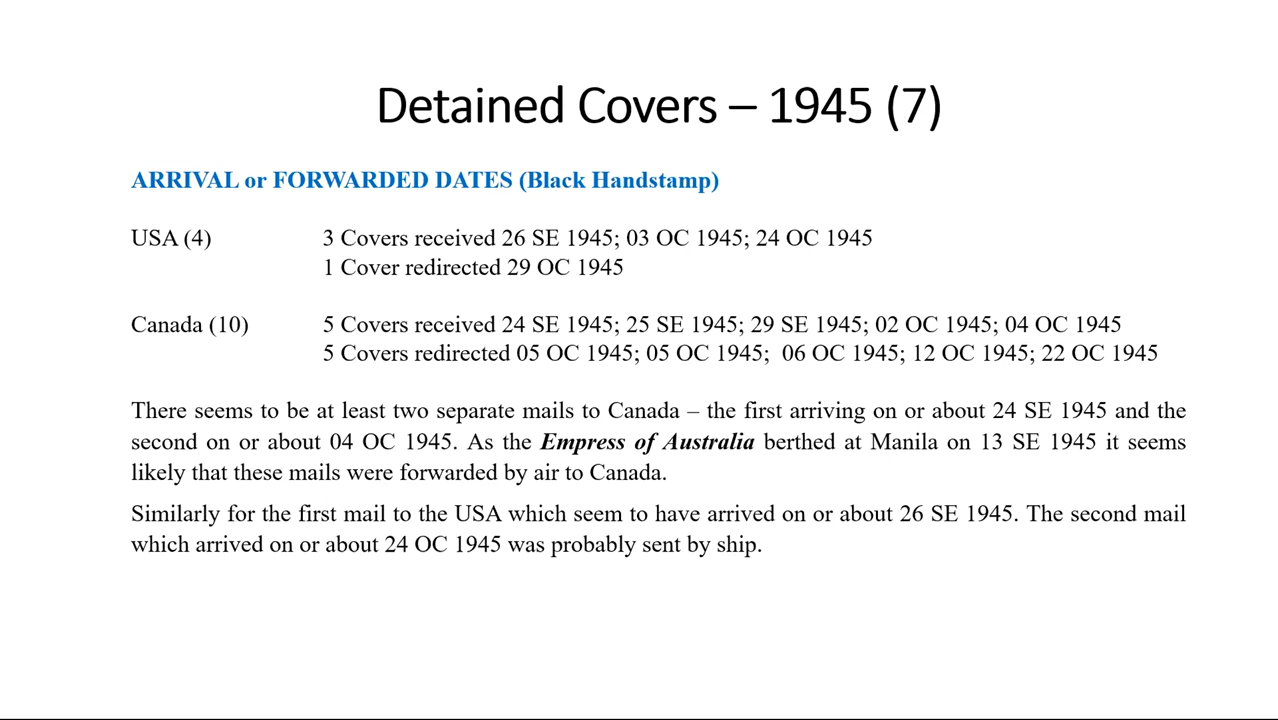 Detained Covers – 1945 (7)
ARRIVAL or FORWARDED DATES (Black Handstamp)
USA (4) 3 Covers received 26 SE 1945; 03 OC 1945; 24 OC 1945
1 Cover redirected 29 OC 1945
Canada (10) 5 Covers received 24 SE 1945; 25 SE 1945; 29 SE 1945; 02 OC 1945; 04 OC 1945
5 Covers redirected 05 OC 1945; 05 OC 1945; 06 OC 1945; 12 OC 1945; 22 OC 1945
There seems to be at least two separate mails to Canada – the first arriving on or about 24 SE 1945 and the
second on or about 04 OC 1945. As the Empress of Australia berthed at Manila on 13 SE 1945 it seems
likely that these mails were forwarded by air to Canada.
Similarly for the first mail to the USA which seem to have arrived on or about 26 SE 1945. The second mail
which arrived on or about 24 OC 1945 was probably sent by ship.